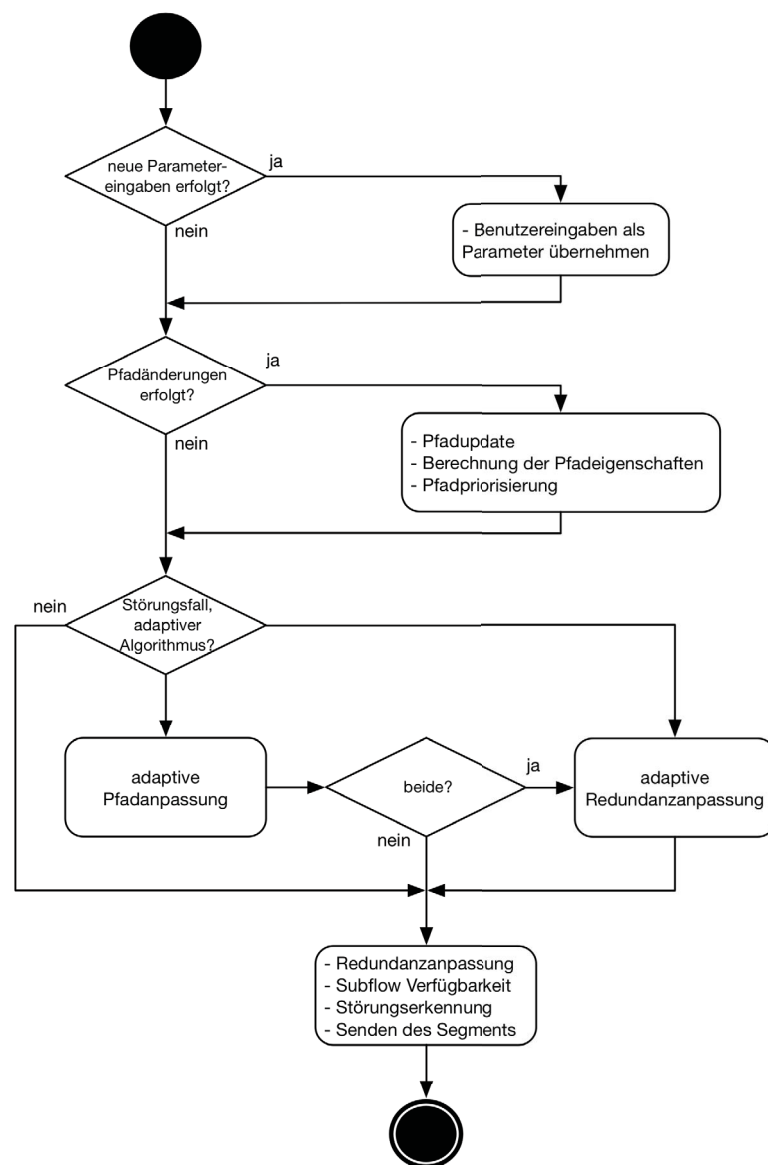 neue Parameter-
eingaben erfolgt?
ja
nein
- Benutzereingaben als
Parameter übernehmen
Pfadänderungen
erfolgt?
ja
nein
- Pfadupdate
- Berechnung der Pfadeigenschaften
- Pfadpriorisierung
nein
Störungsfall,
adaptiver
Algorithmus?
adaptive
Pfadanpassung
beide?
ja
nein
adaptive
Redundanzanpassung
- Redundanzanpassung
- Subflow Verfügbarkeit
- Störungserkennung
- Senden des Segments